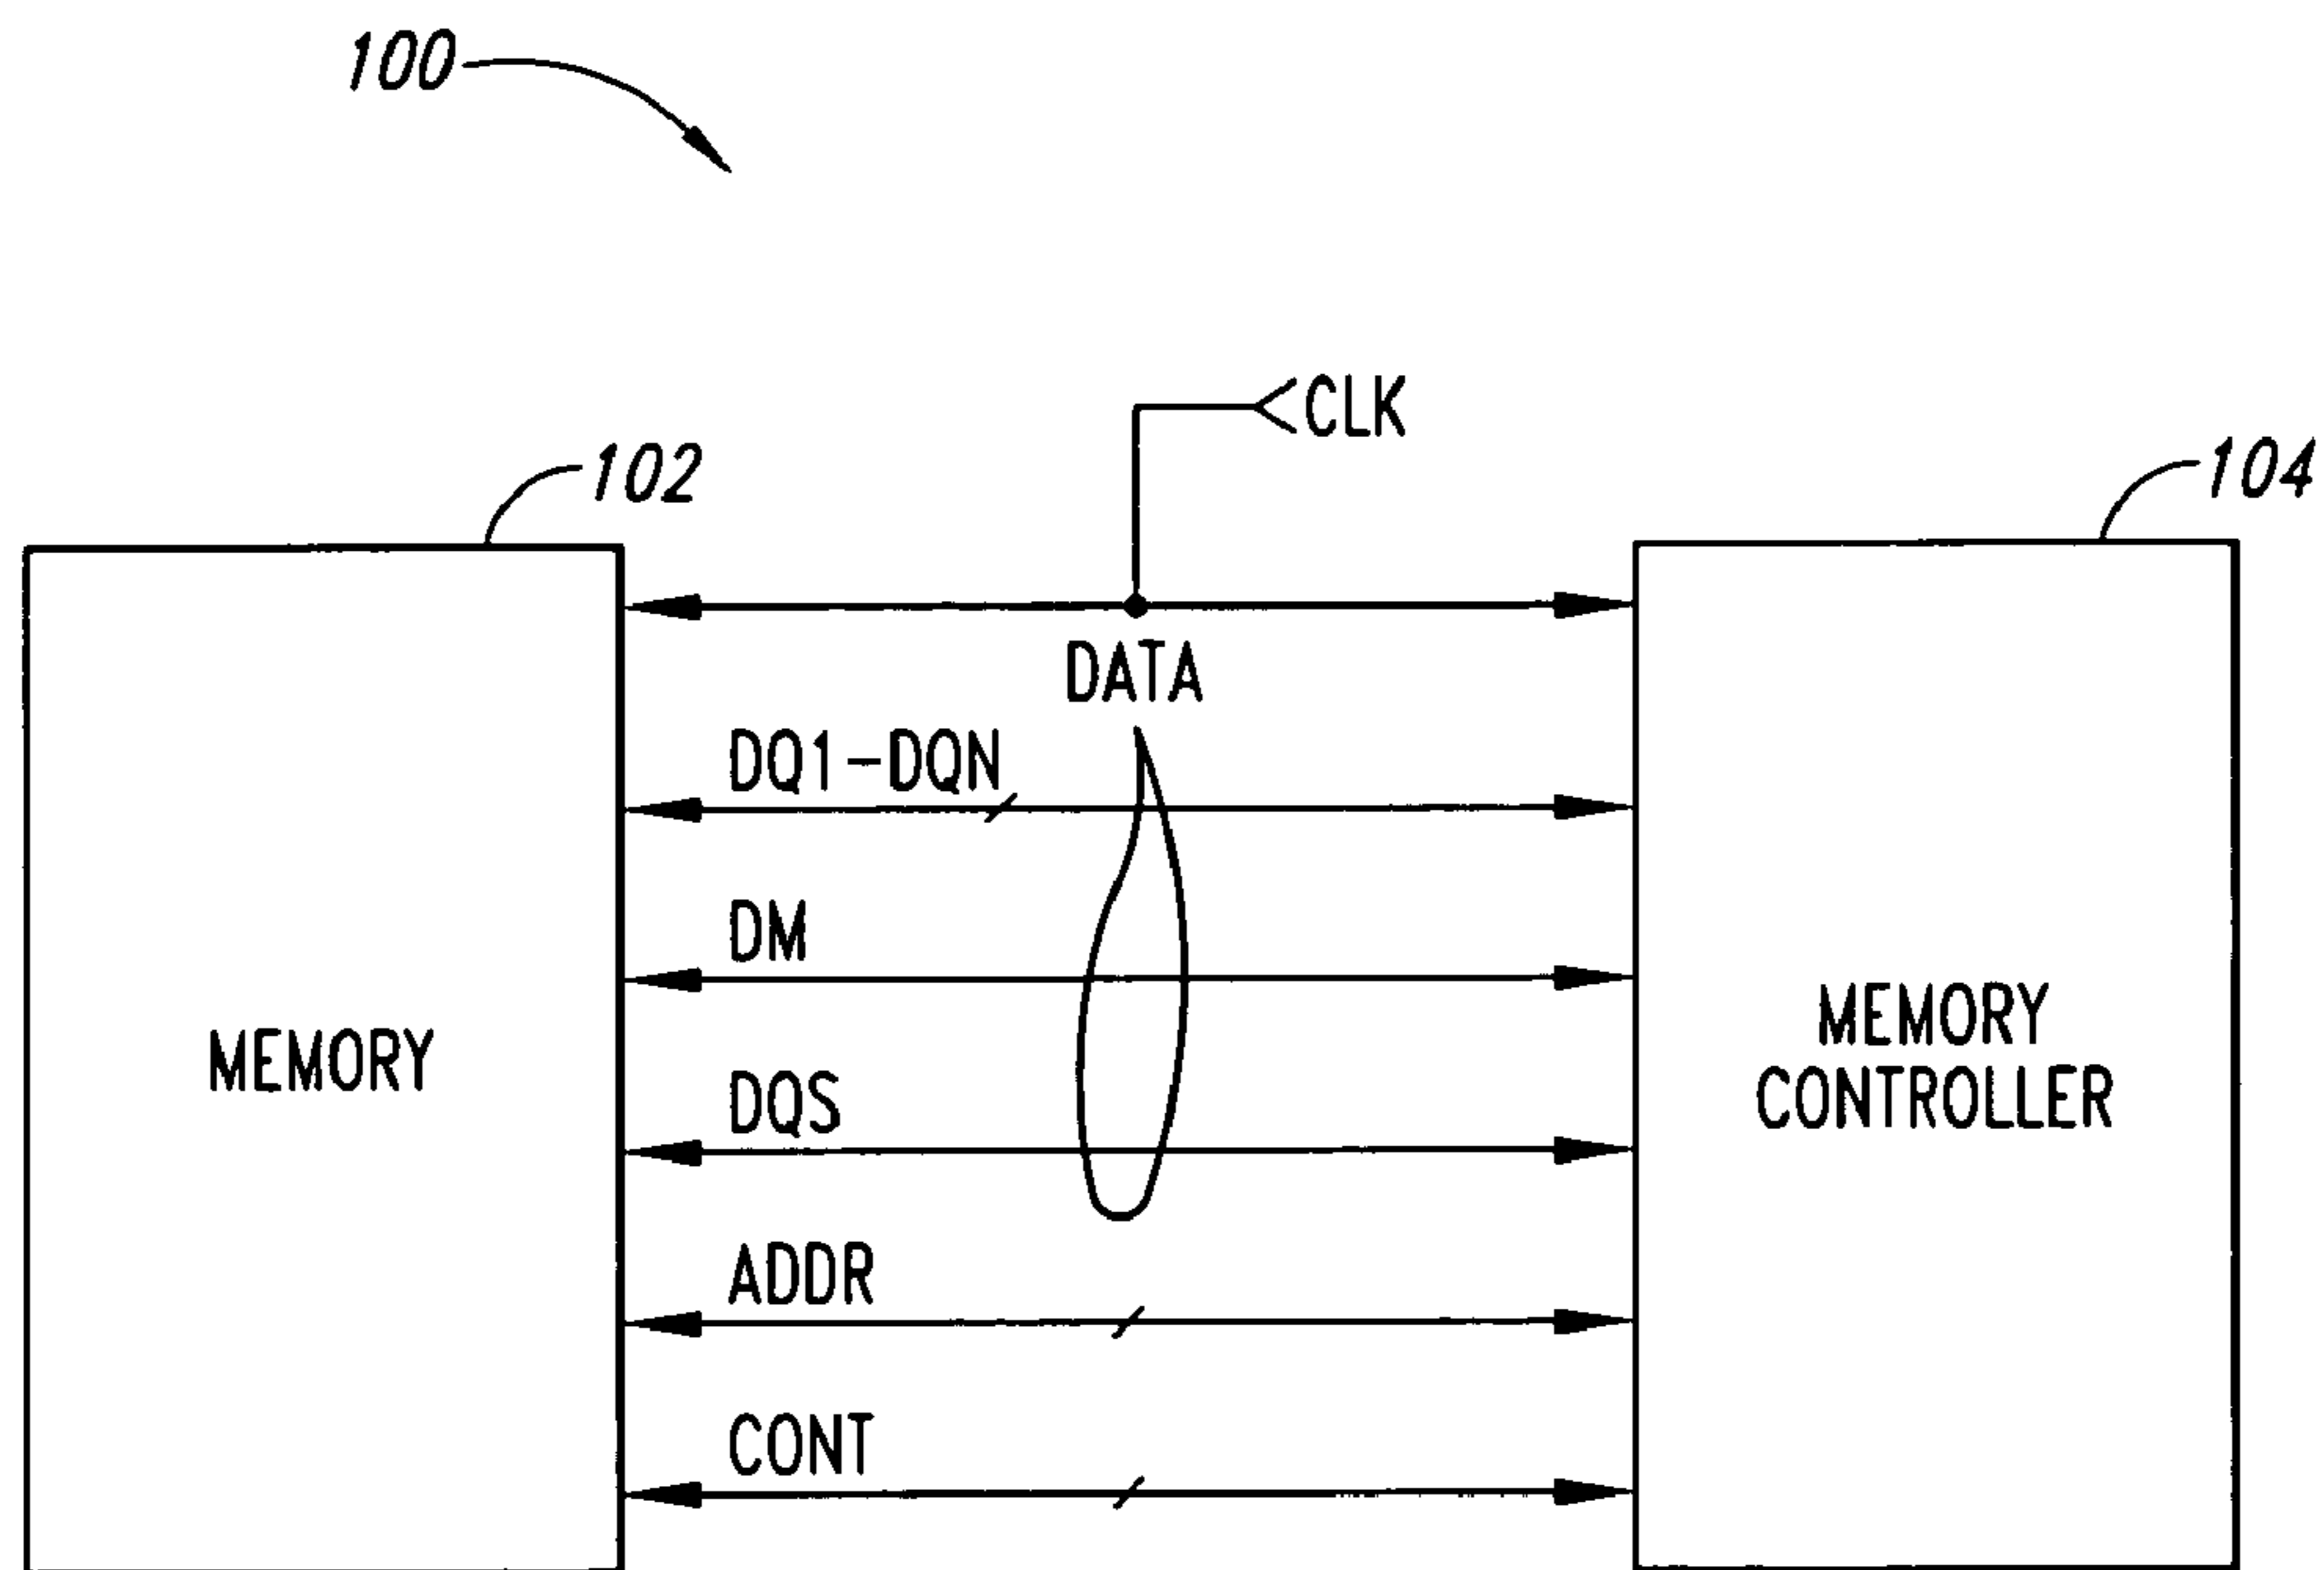 100
CLK
102
104
DATA
DQ1-DQN
DM
MEMORY
MEMORY
CONTROLLER
DQS
ADDR
CONT